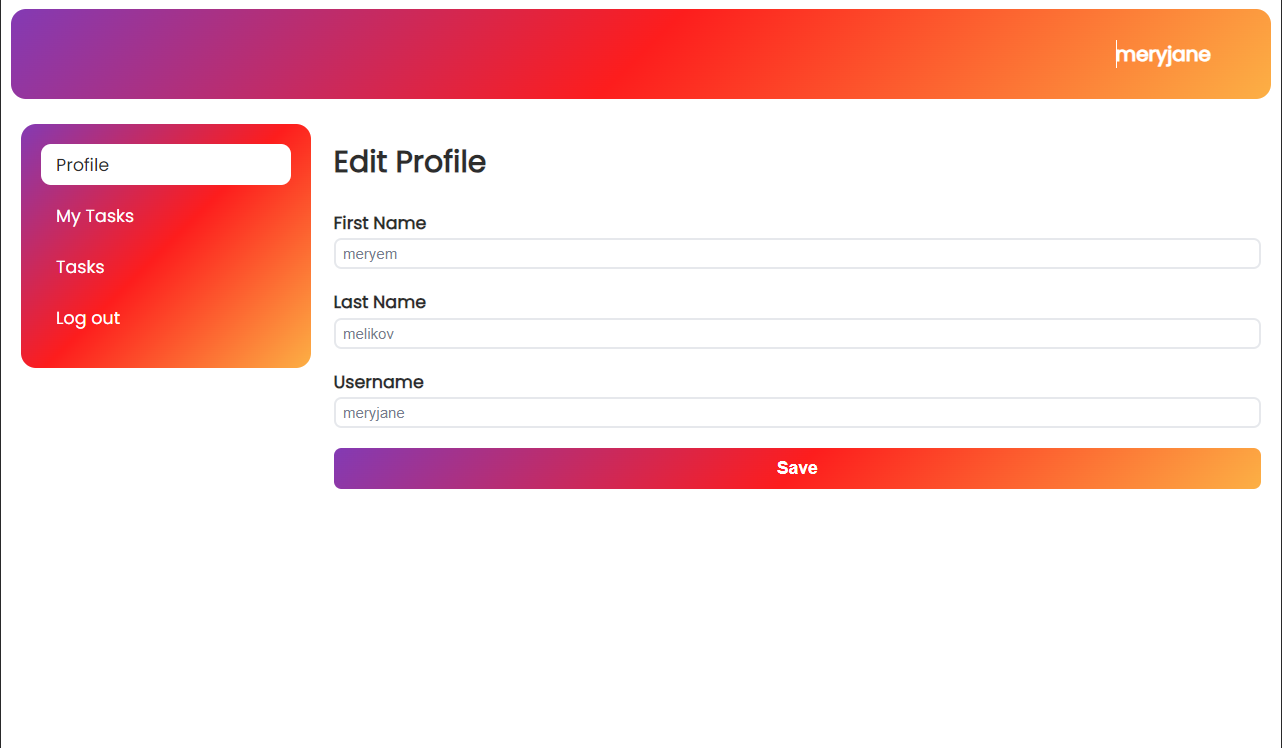 meryjane
Profile
My Tasks
Tasks
Log out
Edit Profile
First Name
meryem
Last Name
melikov
Username
meryjane
Save